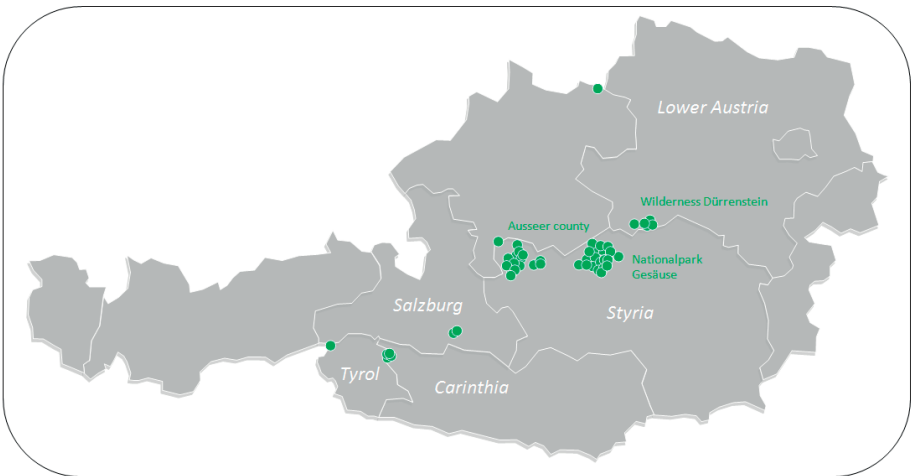 Lower Austria
Wilderness Dürrenstein
Ausseer county
Nationalpark
Gesäuse
Salzburg
Styria
Tyrol
Carinthia